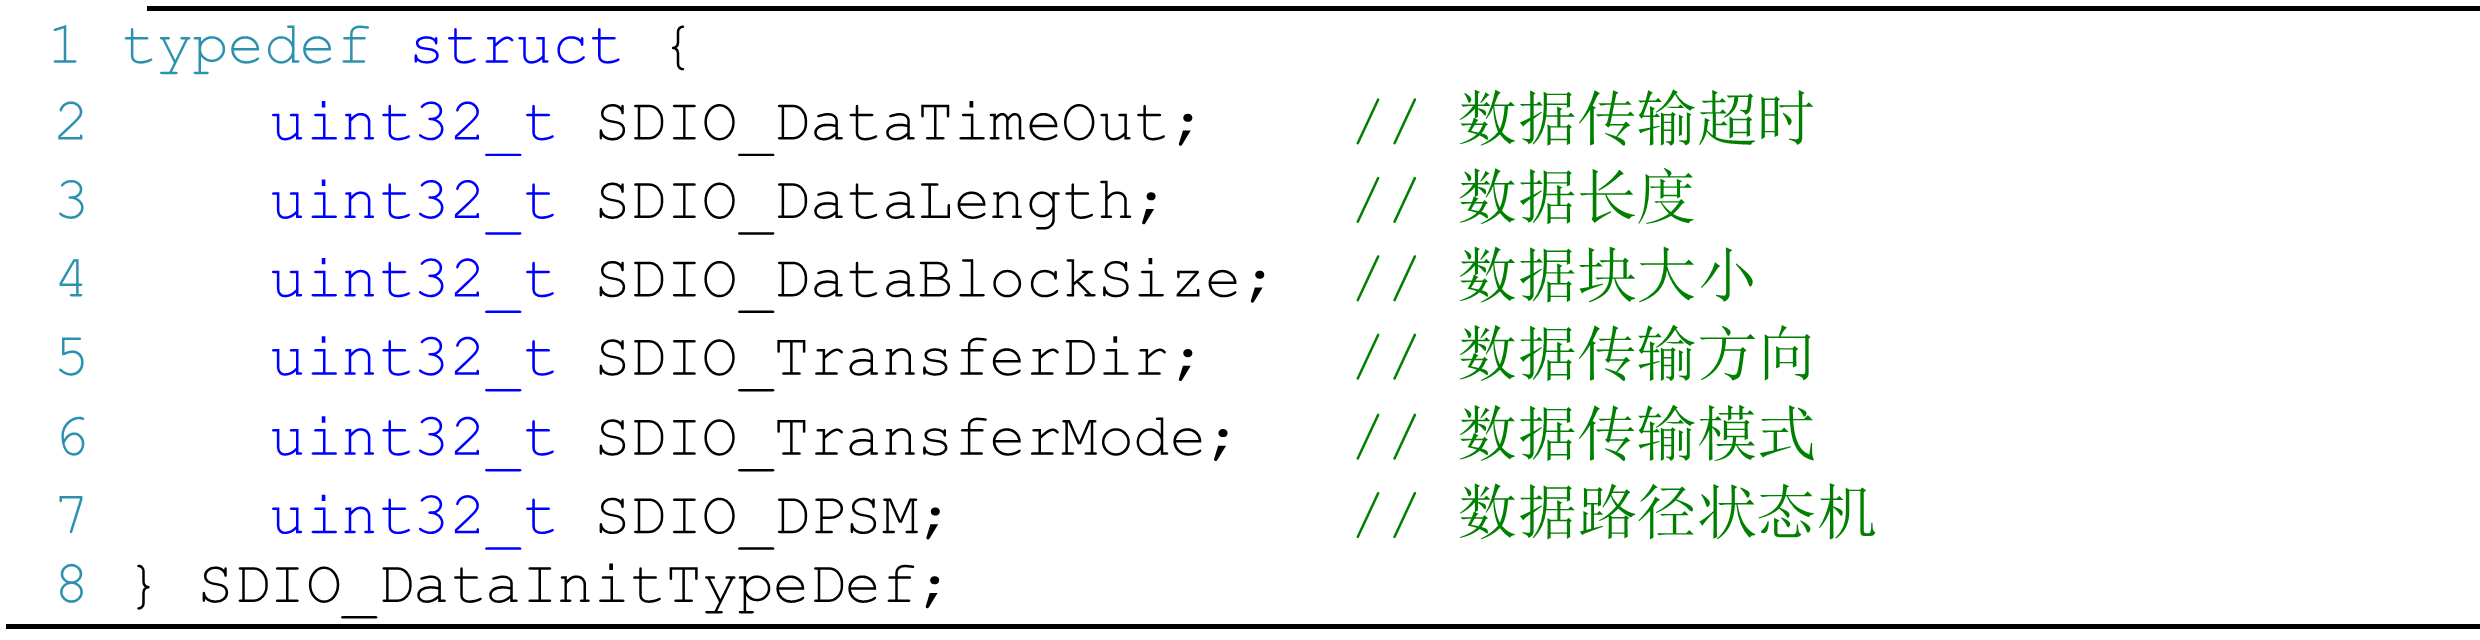 1 typedef struct {
2     uint32_t SDIO_DataTimeOut;    // 数据传输超时
3     uint32_t SDIO_DataLength;     // 数据长度
4     uint32_t SDIO_DataBlockSize;  // 数据块大小
5     uint32_t SDIO_TransferDir;    // 数据传输方向
6     uint32_t SDIO_TransferMode;   // 数据传输模式
7     uint32_t SDIO_DPSM;           // 数据路径状态机
8 } SDIO_DataInitTypeDef;